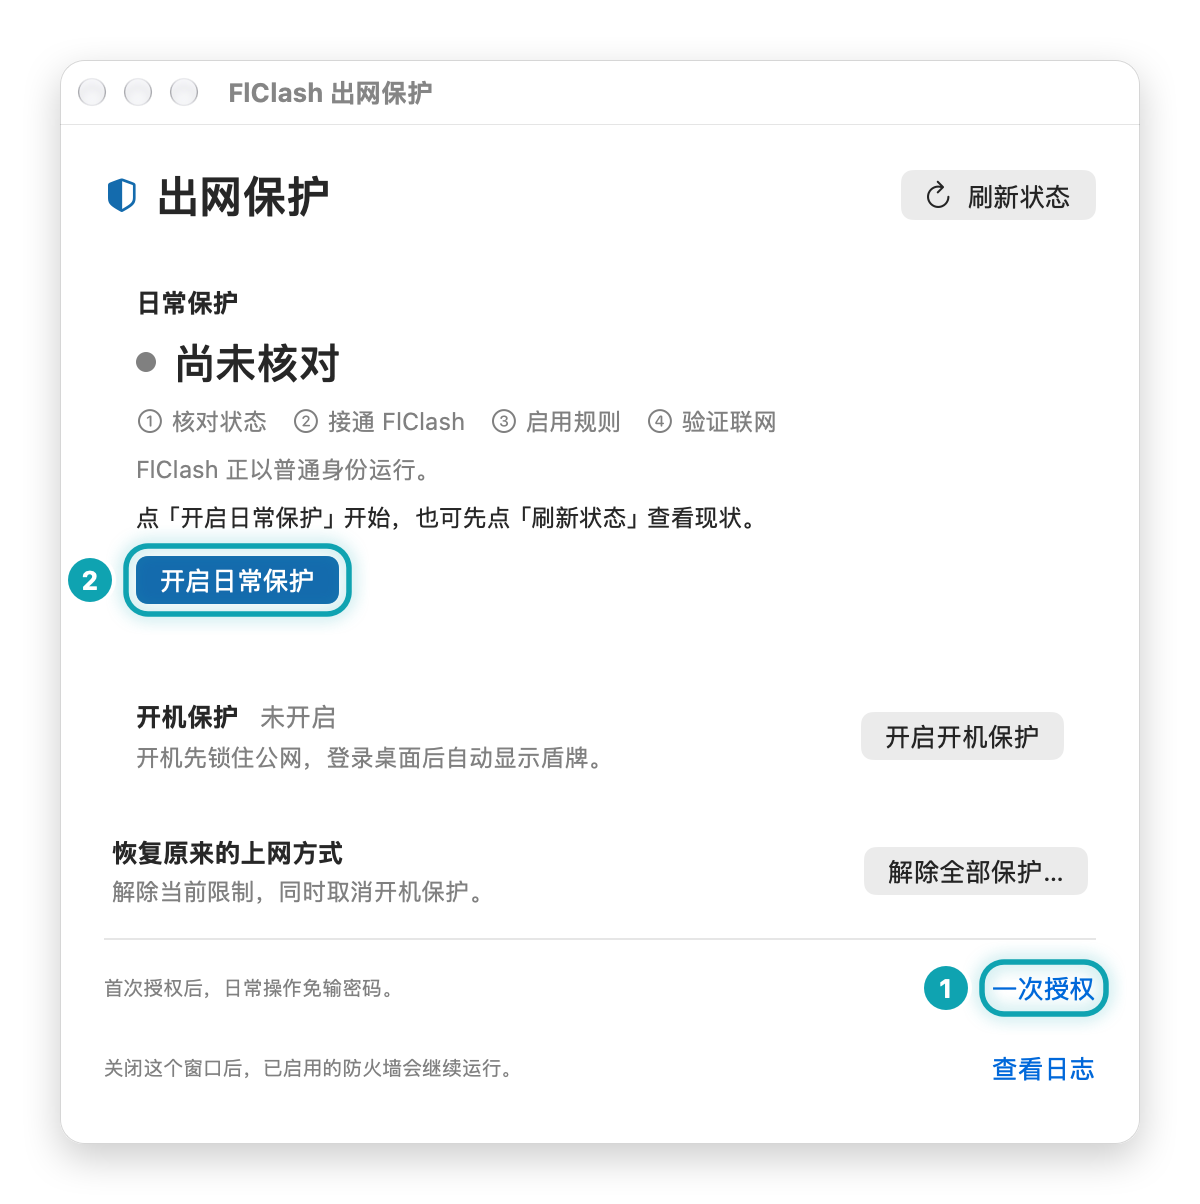 FlClash 出网保护
出网保护
刷新状态
日常保护
尚未核对
① 核对状态 ② 接通 FlClash ③ 启用规则 ④ 验证联网
FlClash 正以普通身份运行。
点「开启日常保护」开始，也可先点「刷新状态」查看现状。
2
开启日常保护
开机保护 未开启
开机先锁住公网，登录桌面后自动显示盾牌。
开启开机保护
恢复原来的上网方式
解除当前限制，同时取消开机保护。
解除全部保护...
首次授权后，日常操作免输密码。
1
一次授权
关闭这个窗口后，已启用的防火墙会继续运行。
查看日志